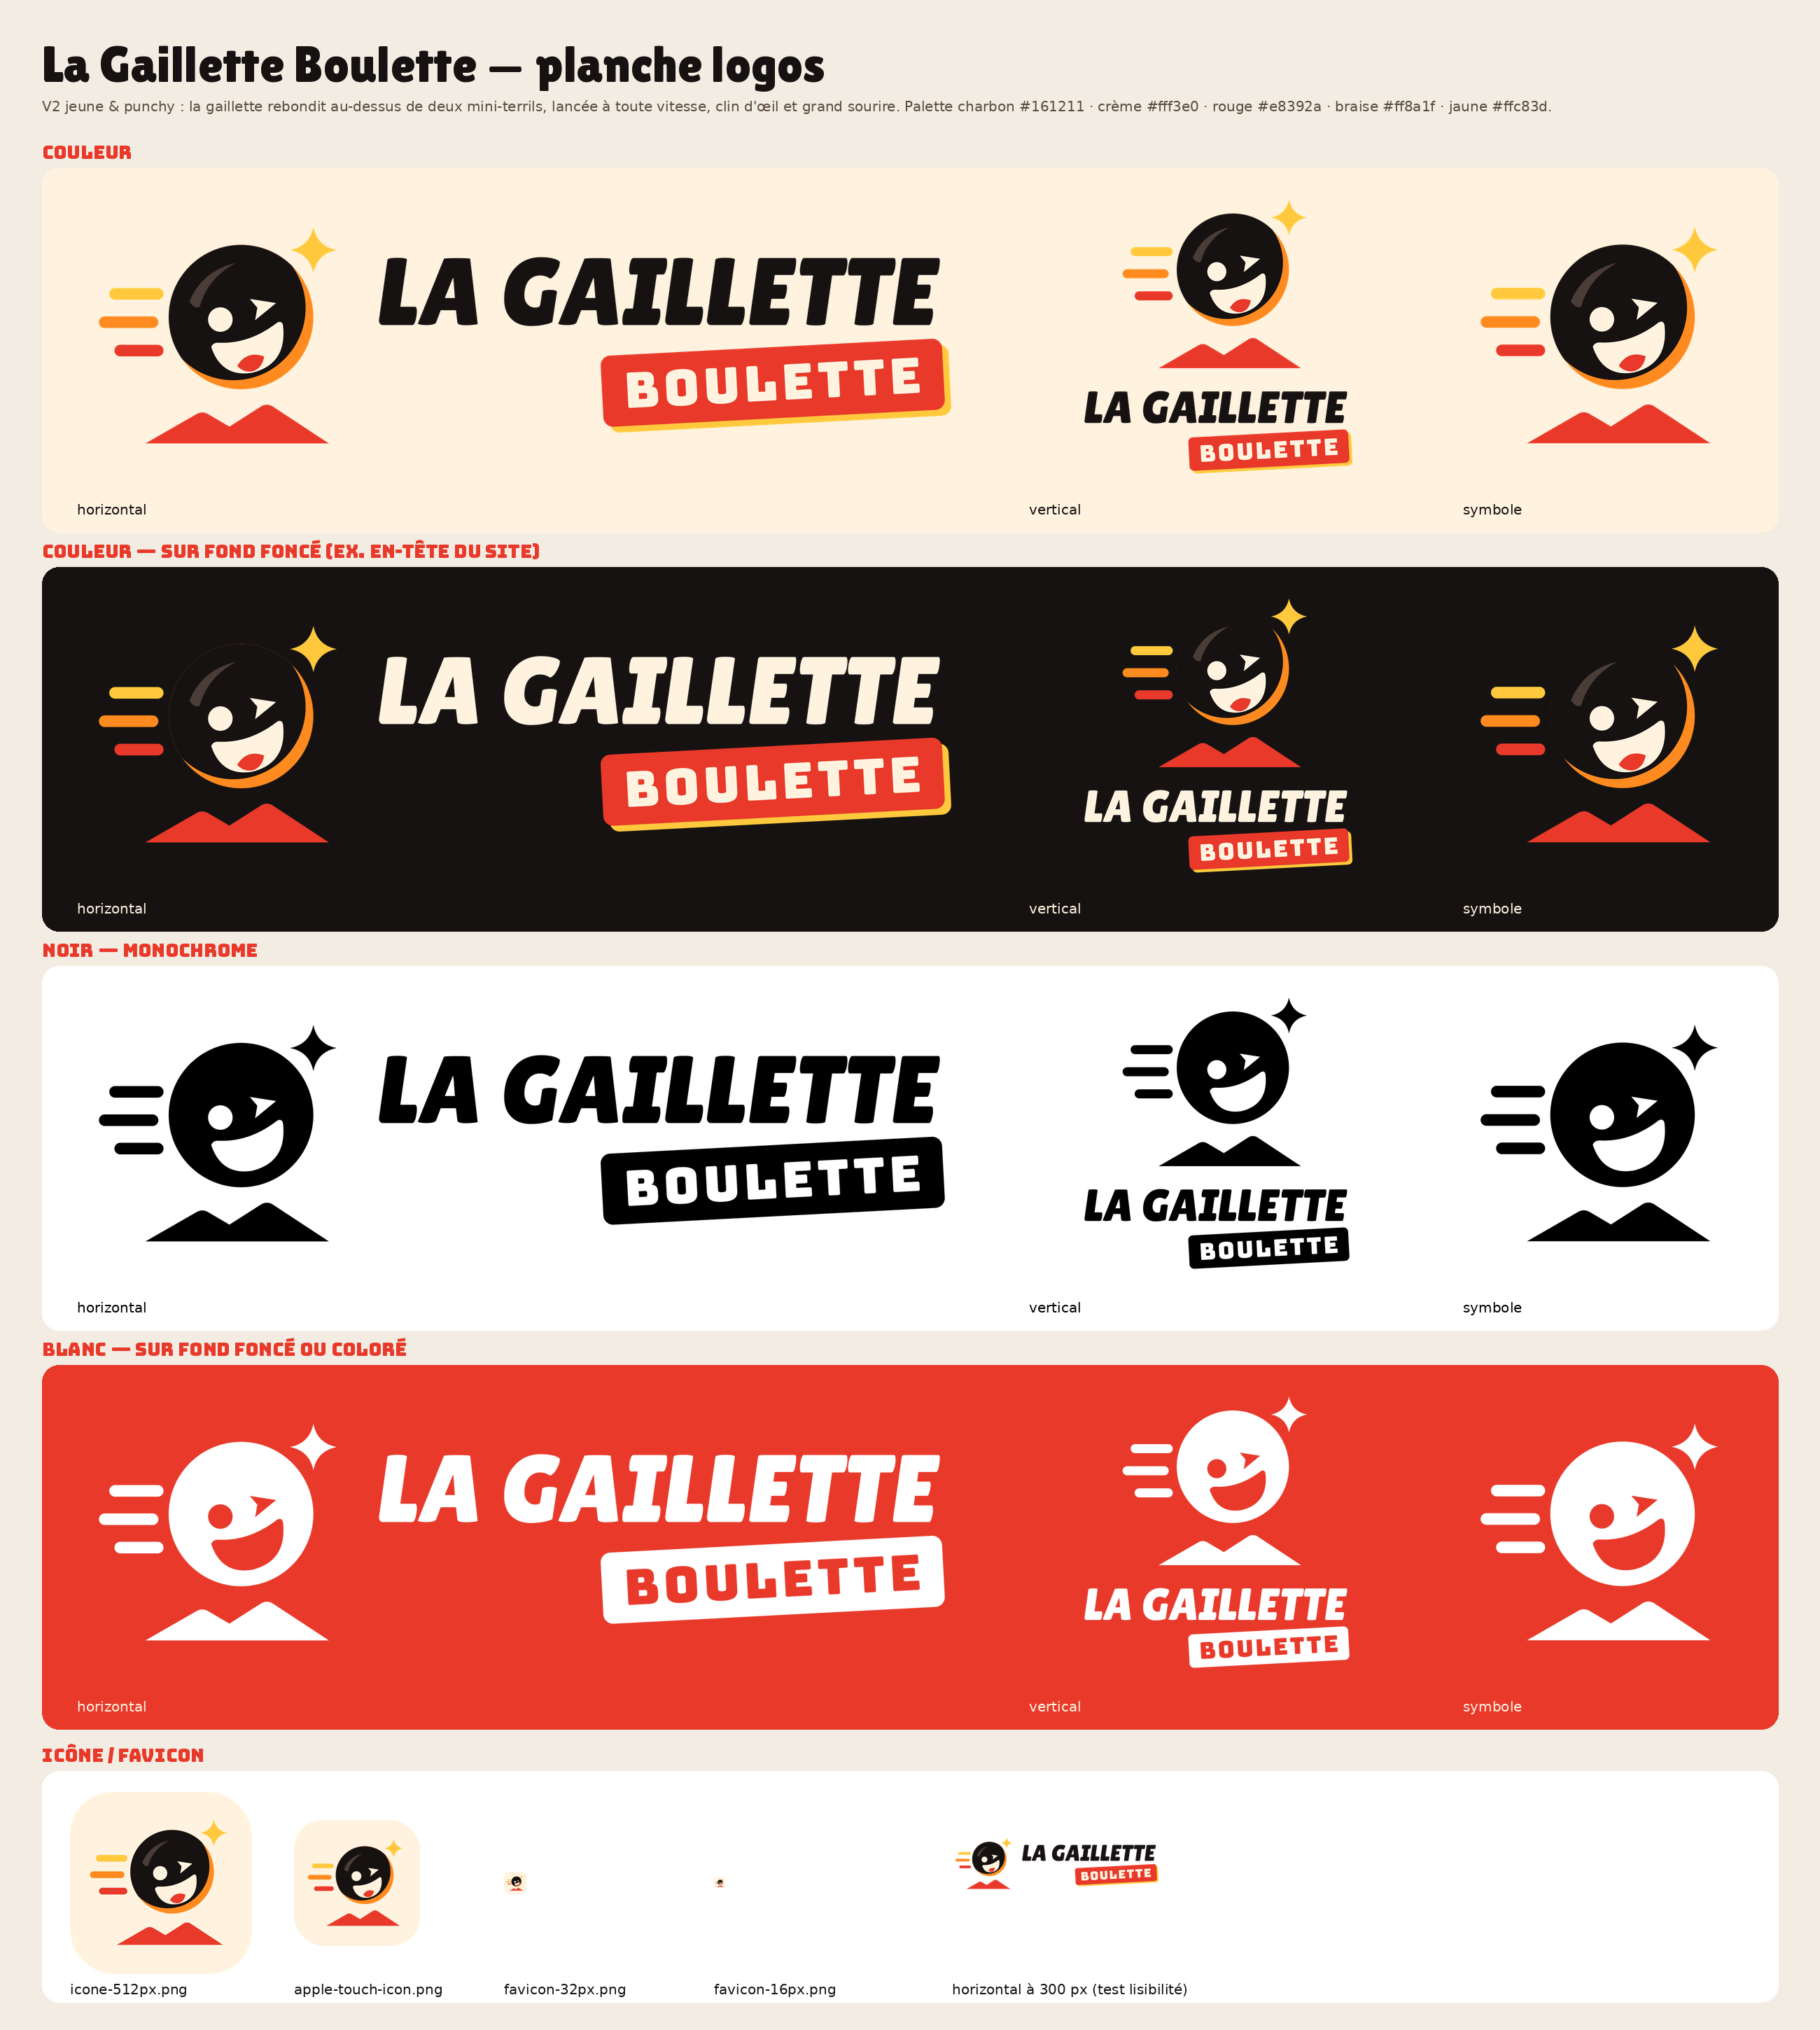 La Gaillette Boulette — planche logos
V2 jeune & punchy : la gaillette rebondit au-dessus de deux mini-terrils, lancée à toute vitesse, clin d'œil et grand sourire. Palette charbon #161211 · crème #fff3e0 · rouge #e8392a · braise #ff8a1f · jaune #ffc83d.
COULEUR
LA GAILLETTE
BOULETTE
LA GAILLETTE
BOULETTE
horizontal
vertical
symbole
COULEUR — SUR FOND FONCÉ (EX. EN-TÊTE DU SITE)
LA GAILLETTE
BOULETTE
LA GAILLETTE
BOULETTE
horizontal
vertical
symbole
NOIR — MONOCHROME
LA GAILLETTE
BOULETTE
LA GAILLETTE
BOULETTE
horizontal
vertical
symbole
BLANC — SUR FOND FONCÉ OU COLORÉ
LA GAILLETTE
BOULETTE
LA GAILLETTE
BOULETTE
horizontal
vertical
symbole
ICÔNE / FAVICON
LA GAILLETTE
BOULETTE
icone-512px.png
apple-touch-icon.png
favicon-32px.png
favicon-16px.png
horizontal à 300 px (test lisibilité)